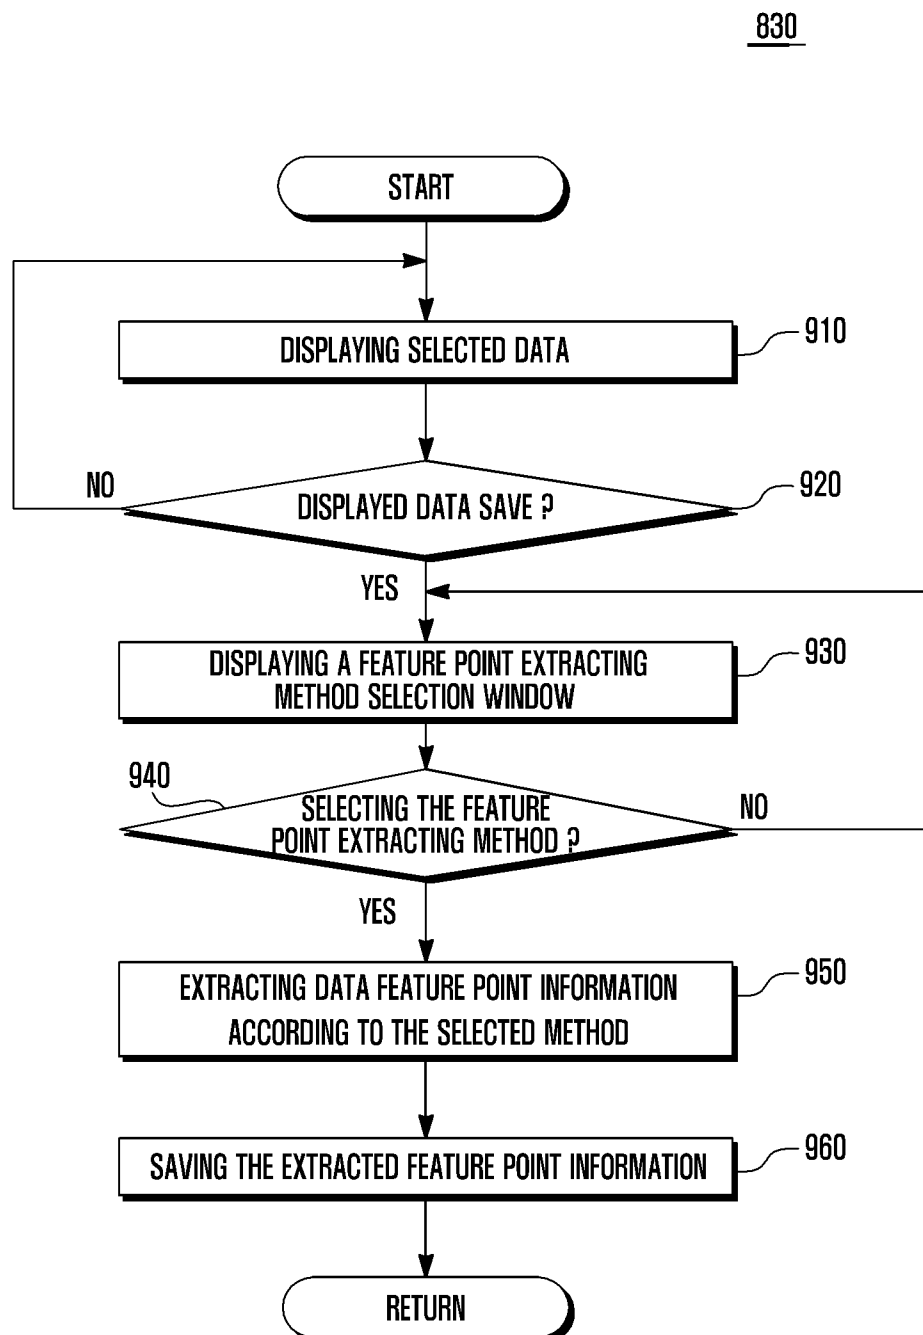 830
START
DISPLAYING SELECTED DATA
910
NO
DISPLAYED DATA SAVE ?
920
YES
DISPLAYING A FEATURE POINT EXTRACTING
METHOD SELECTION WINDOW
930
940
SELECTING THE FEATURE
POINT EXTRACTING METHOD ?
NO
YES
EXTRACTING DATA FEATURE POINT INFORMATION
ACCORDING TO THE SELECTED METHOD
950
SAVING THE EXTRACTED FEATURE POINT INFORMATION
960
RETURN